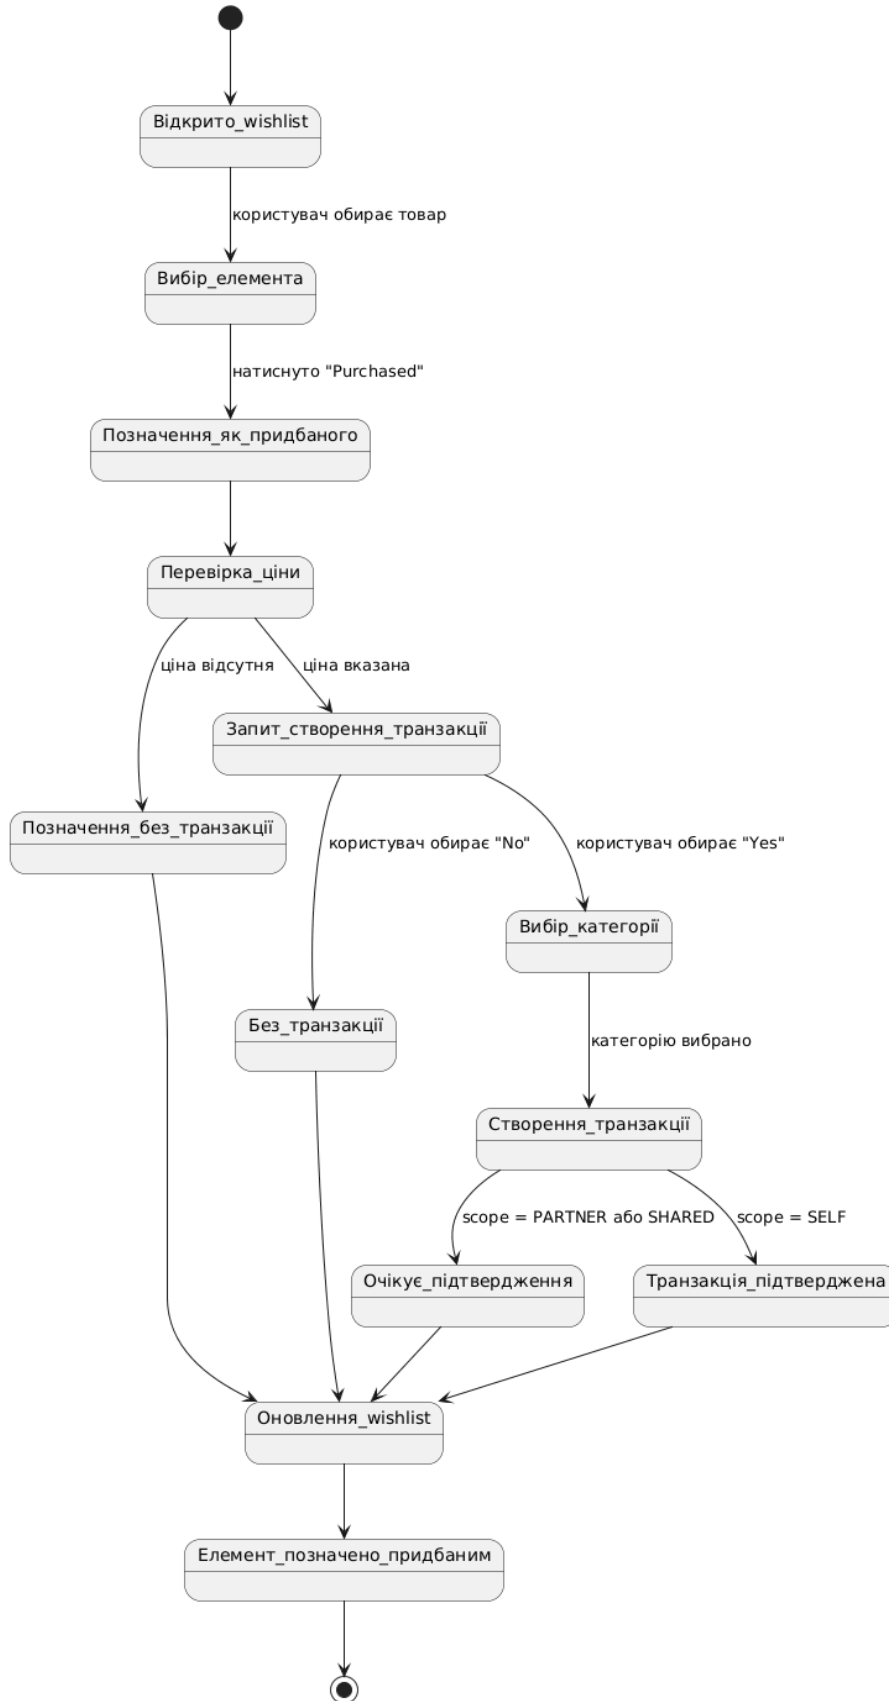 Відкрито_wishlist
користувач обирає товар
Вибір_елемента
натиснуто "Purchased"
Позначення_як_придбаного
Перевірка_ціни
ціна відсутня
ціна вказана
Запит_створення_транзакції
Позначення_без_транзакції
користувач обирає "No"
користувач обирає "Yes"
Вибір_категорії
Без_транзакції
категорію вибрано
Створення_транзакції
scope = PARTNER або SHARED
scope = SELF
Очікує_підтвердження
Транзакція_підтверджена
Оновлення_wishlist
Елемент_позначено_придбаним